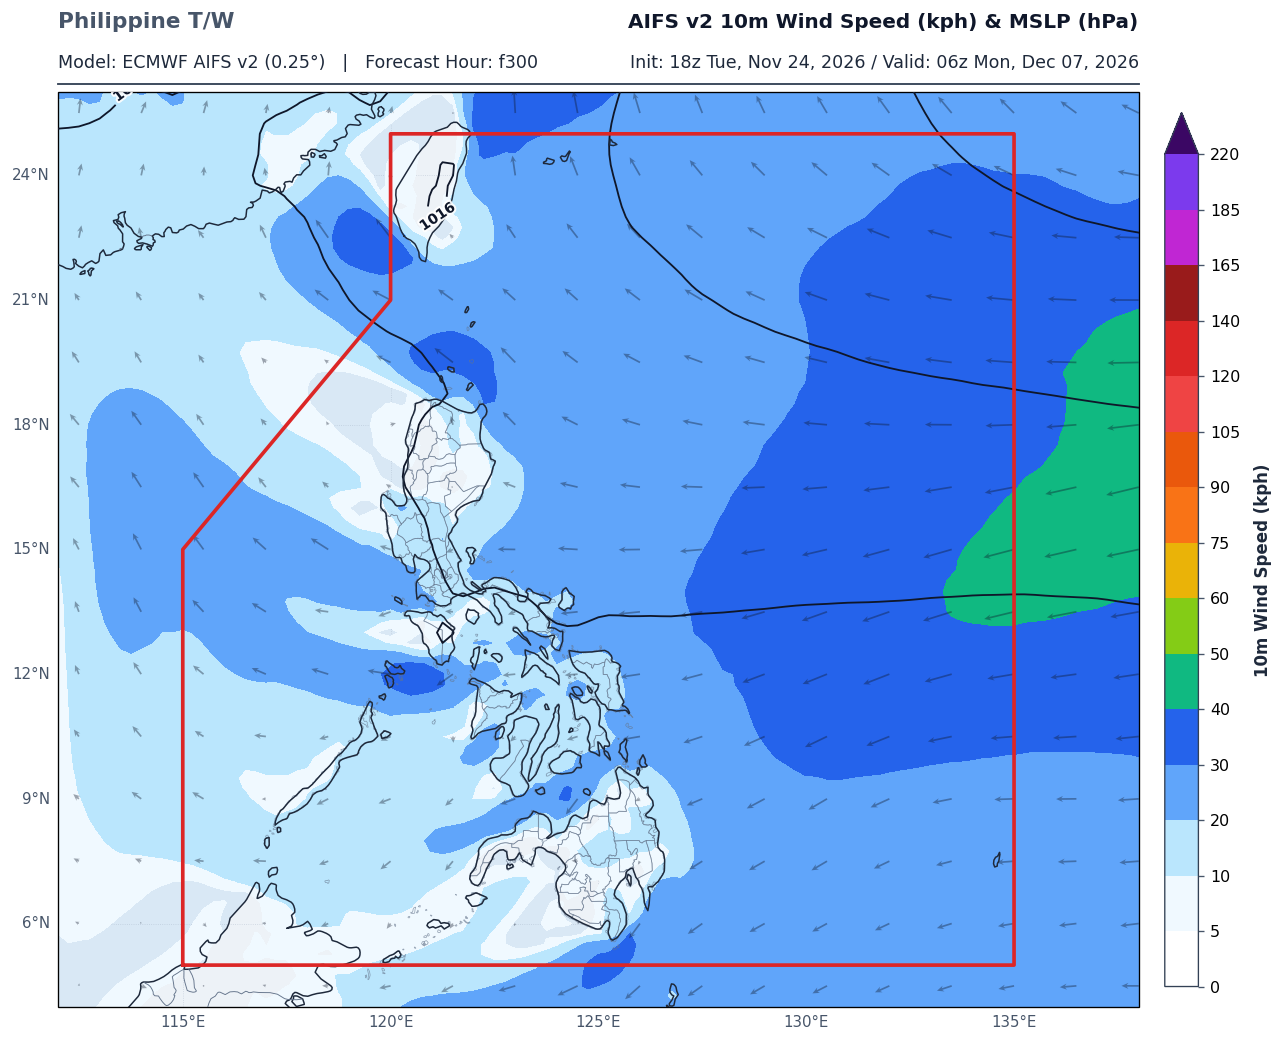 Philippine T/W
AIFS v2 10m Wind Speed (kph) & MSLP (hPa)
Model: ECMWF AIFS v2 (0.25°) | Forecast Hour: f300
Init: 18z Tue, Nov 24, 2026 / Valid: 06z Mon, Dec 07, 2026
24°N
21°N
18°N
15°N
12°N
9°N
6°N
1016
115°E
120°E
125°E
130°E
135°E
220
185
165
140
120
105
90
75
60
50
40
30
20
10
5
0
10m Wind Speed (kph)